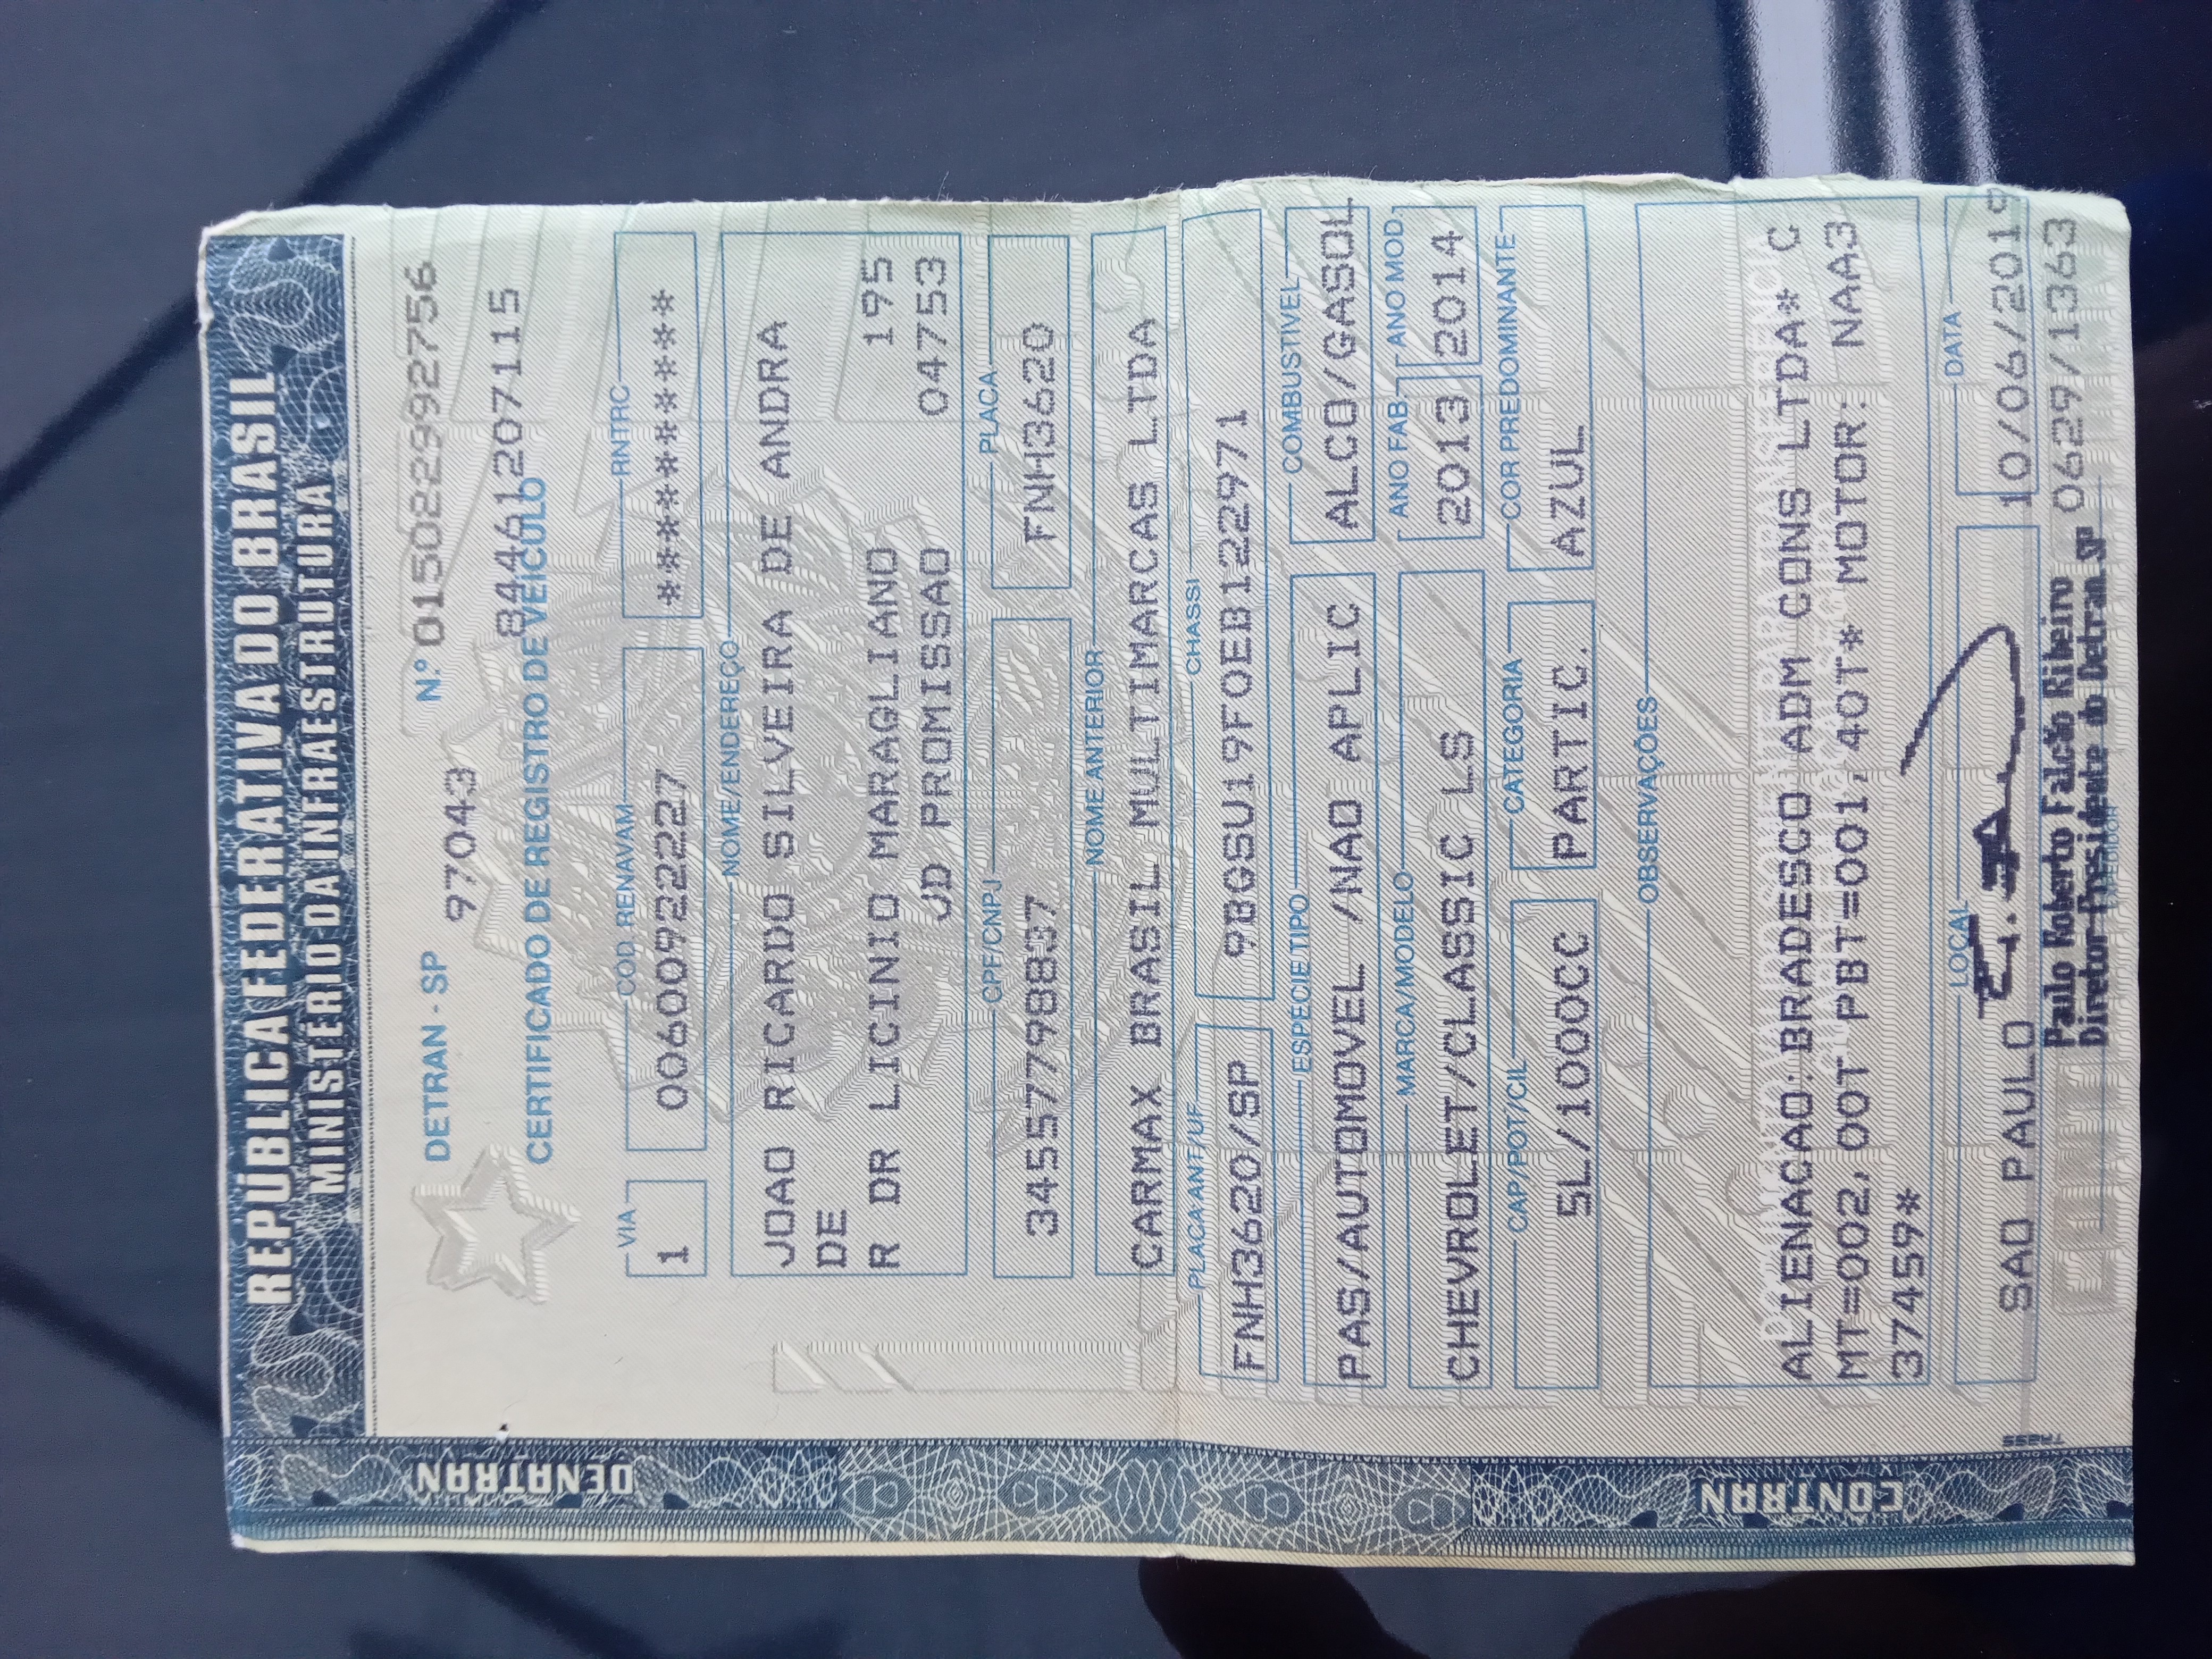 REPÚBLICA FEDERATIVA DO BRASIL
MINISTÉRIO DA INFRAESTRUTURA
DETRAN - SP N.º 015082992756
97043
84461207115
CERTIFICADO DE REGISTRO DE VEÍCULO
VIA COD. RENAVAM RNTRC
1 00600922227 ************
NOME/ENDEREÇO
JOAO RICARDO SILVEIRA DE ANDRA
DE
R DR LICINIO MARAGLIANO 195
JD PROMISSAO 04753
CPF/CNPJ PLACA
34557798837 FNH3620
NOME ANTERIOR
CARMAX BRASIL MULTIMARCAS LTDA
PLACA ANT/UF CHASSI
FNH3620/SP 9BGSU19F0EB122971
ESPECIE TIPO COMBUSTIVEL
PAS/AUTOMOVEL /NAO APLIC ALCO/GASOL
MARCA/MODELO ANO FAB ANO MOD.
CHEVROLET/CLASSIC LS 2013 2014
CAP/POT/CIL CATEGORIA COR PREDOMINANTE
5L/1000CC PARTIC. AZUL
OBSERVAÇÕES
ALIENACAO: BRADESCO ADM CONS LTDA* C
MT=002,00T PBT=001,40T* MOTOR: NAA3
37459*
LOCAL DATA
SAO PAULO 10/06/2019
Paulo Roberto Falcão Ribeiro 0629/1363
Diretor-Presidente do Detran.sp
DENATRAN
CONTRAN